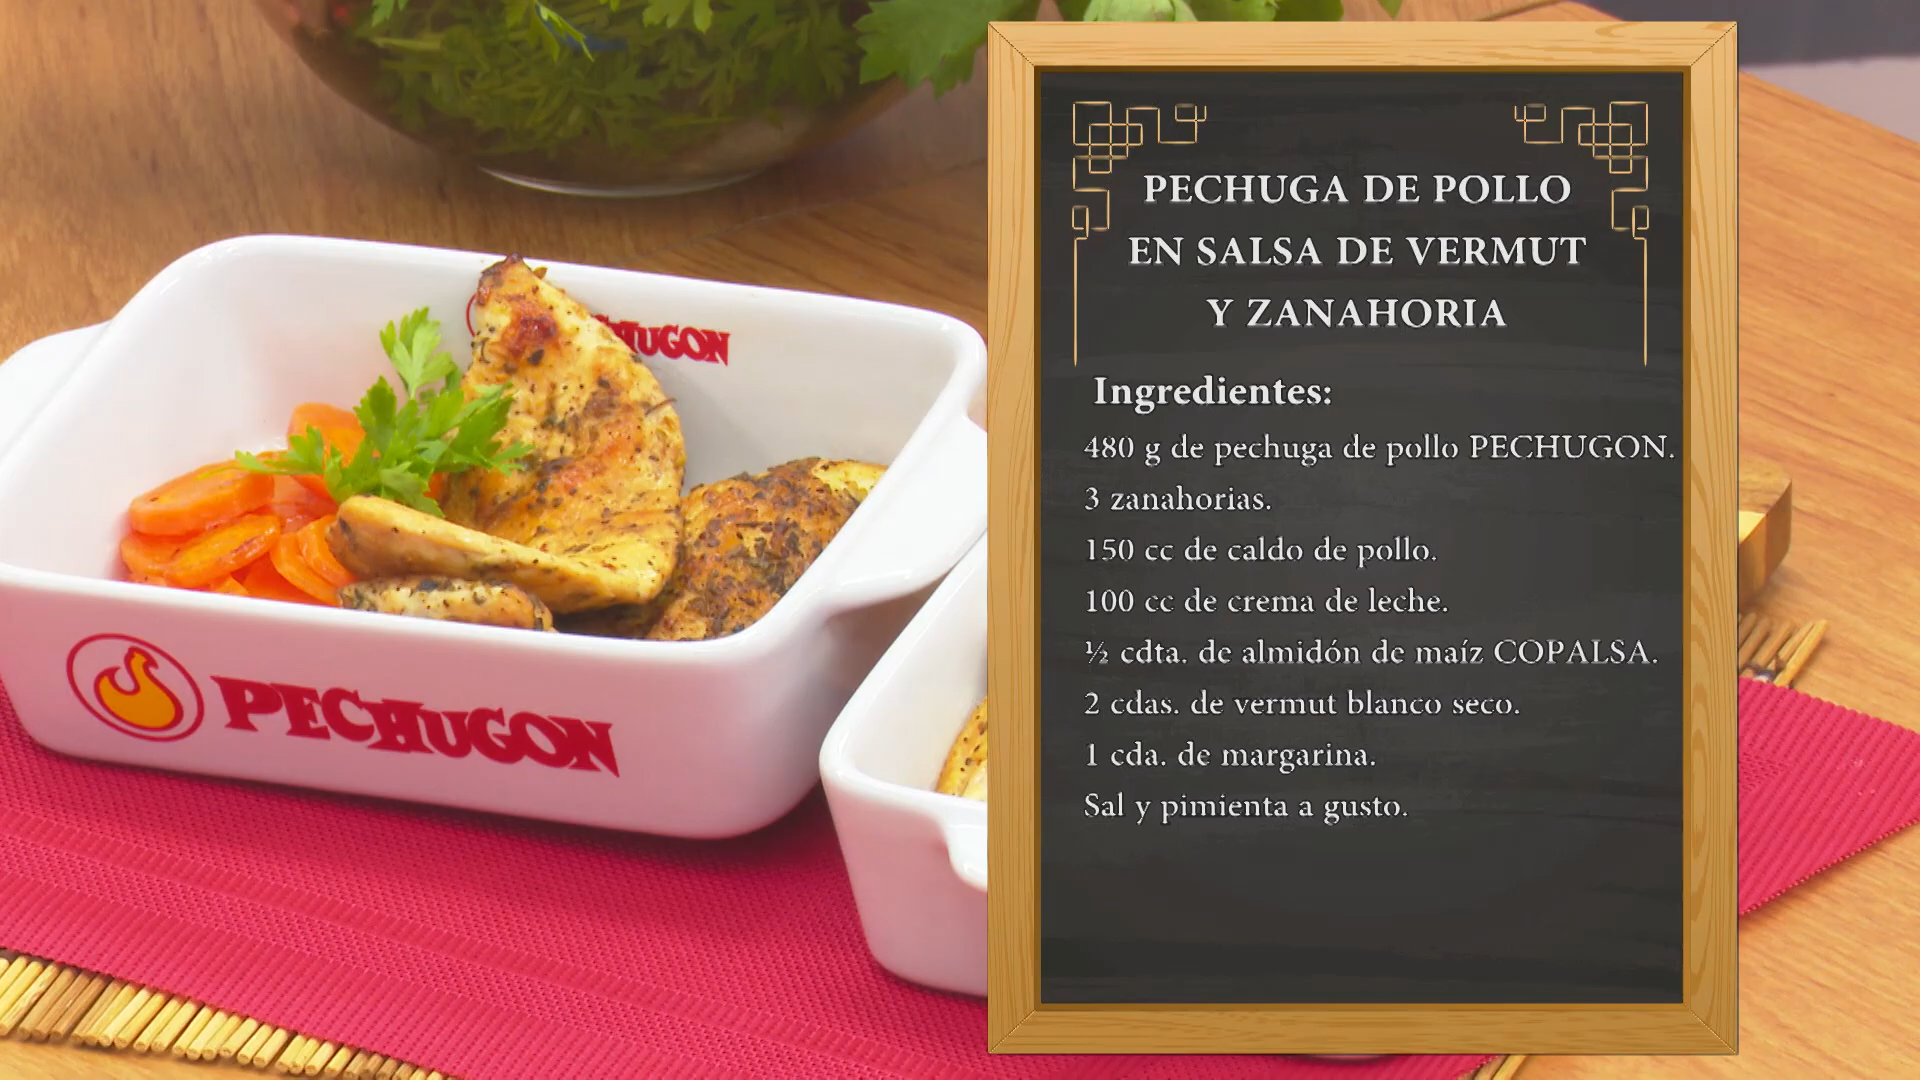 PECHUGA DE POLLO
EN SALSA DE VERMUT
Y ZANAHORIA
Ingredientes:
480 g de pechuga de pollo PECHUGON.
3 zanahorias.
150 cc de caldo de pollo.
100 cc de crema de leche.
½ cdta. de almidón de maíz COPALSA.
2 cdas. de vermut blanco seco.
1 cda. de margarina.
Sal y pimienta a gusto.
PECHUGON